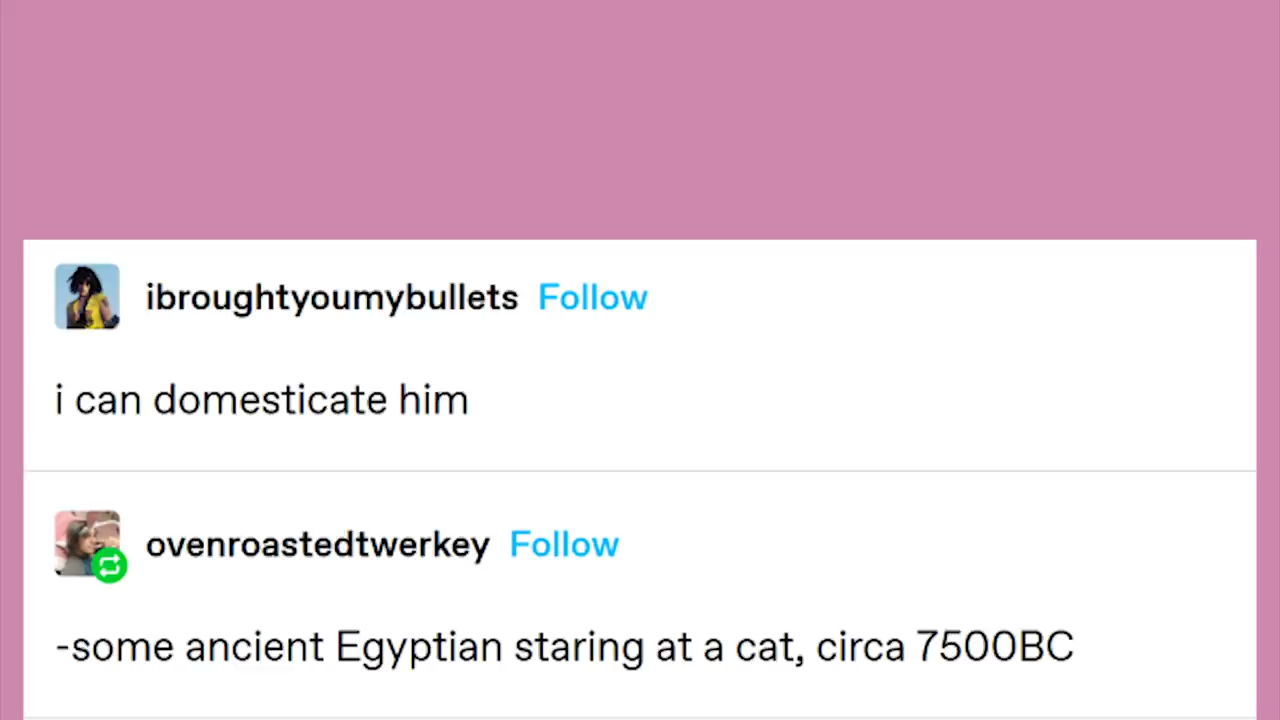 ibroughtyoumybullets Follow
i can domesticate him
ovenroastedtwerkey Follow
-some ancient Egyptian staring at a cat, circa 7500BC